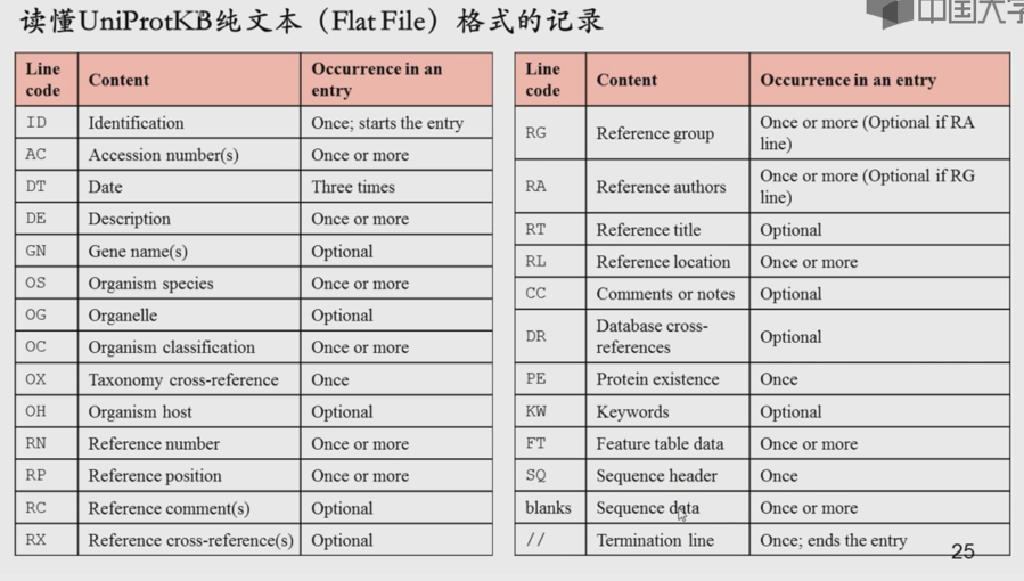 读懂UniProtKB纯文本（Flat File）格式的记录
中国大学
Line code Content Occurrence in an entry
ID Identification Once; starts the entry
AC Accession number(s) Once or more
DT Date Three times
DE Description Once or more
GN Gene name(s) Optional
OS Organism species Once or more
OG Organelle Optional
OC Organism classification Once or more
OX Taxonomy cross-reference Once
OH Organism host Optional
RN Reference number Once or more
RP Reference position Once or more
RC Reference comment(s) Optional
RX Reference cross-reference(s) Optional
Line code Content Occurrence in an entry
RG Reference group Once or more (Optional if RA line)
RA Reference authors Once or more (Optional if RG line)
RT Reference title Optional
RL Reference location Once or more
CC Comments or notes Optional
DR Database cross-references Optional
PE Protein existence Once
KW Keywords Optional
FT Feature table data Once or more
SQ Sequence header Once
blanks Sequence data Once or more
// Termination line Once; ends the entry
25